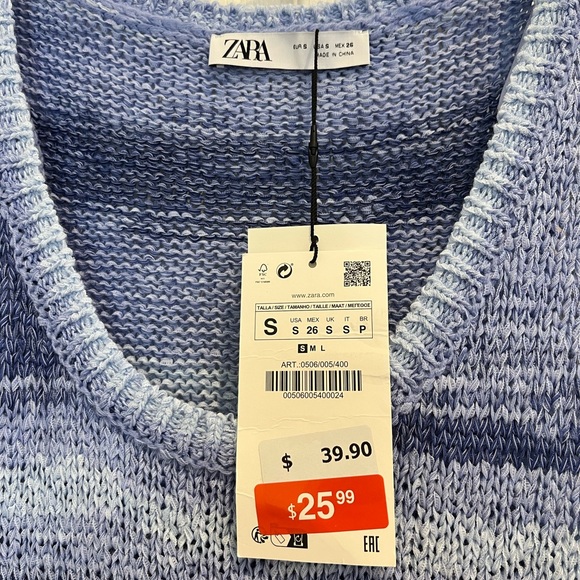 ZARA
EUR S USA S MEX 26
MADE IN CHINA
www.zara.com
TALLA / SIZE / TAMANHO / TAILLE / MAAT / ΜΕΓΕΘΟΣ
USA MEX UK IT BR
S S 26 S S P
S M L
ART.:0506/005/400
00506005400024
$ 39.90
$25.99
EAC